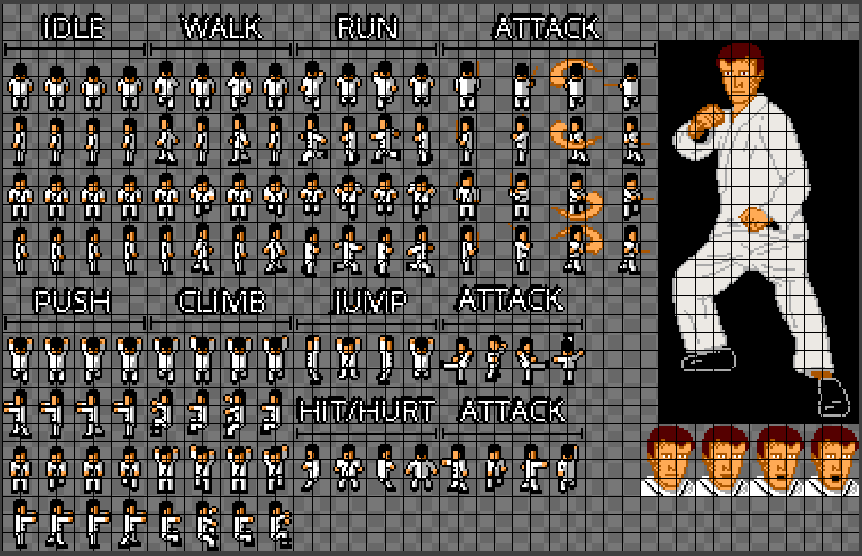 IDLE WALK RUN ATTACK
PUSH CLIMB JUMP ATTACK
HIT/HURT ATTACK